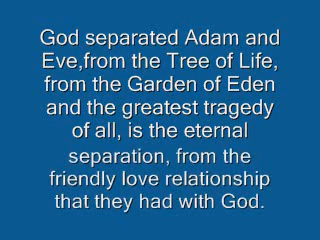 God separated Adam and
Eve,from the Tree of Life,
from the Garden of Eden
and the greatest tragedy
of all, is the eternal
separation, from the
friendly love relationship
that they had with God.